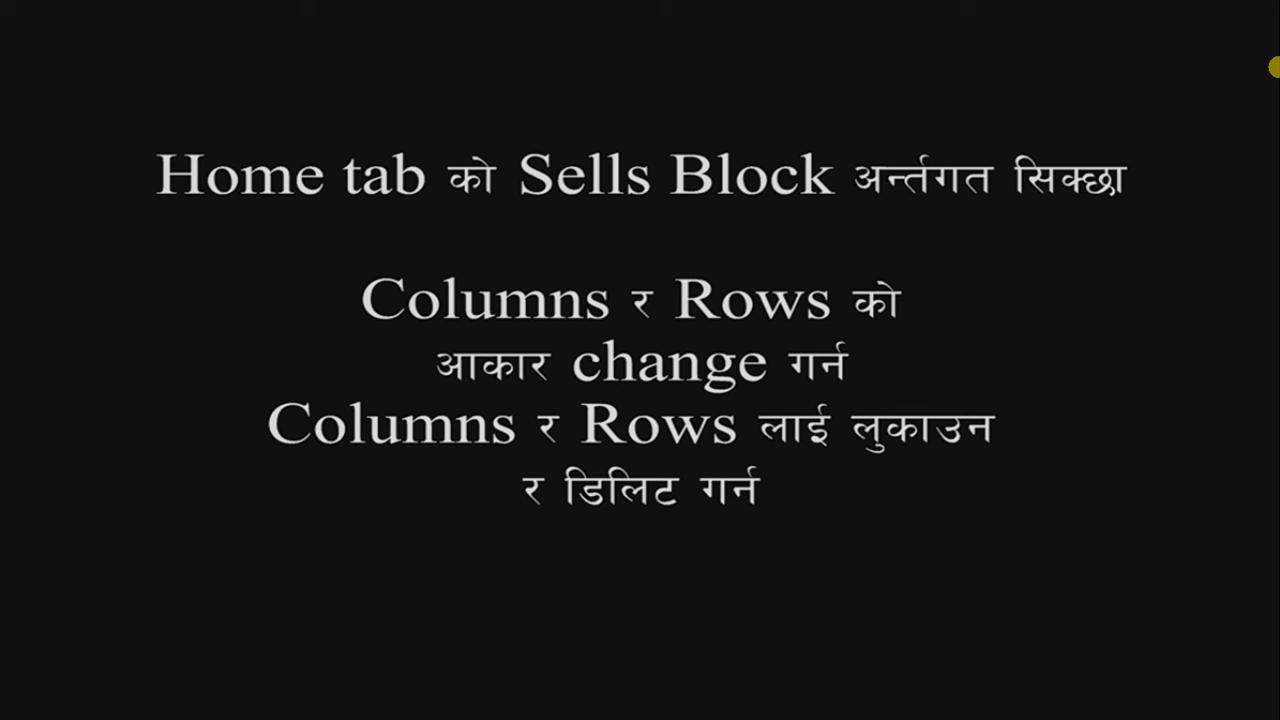 Home tab को Sells Block अर्न्तगत सिक्छा
Columns र Rows को
आकार change गर्न
Columns र Rows लाई लुकाउन
र डिलिट गर्न